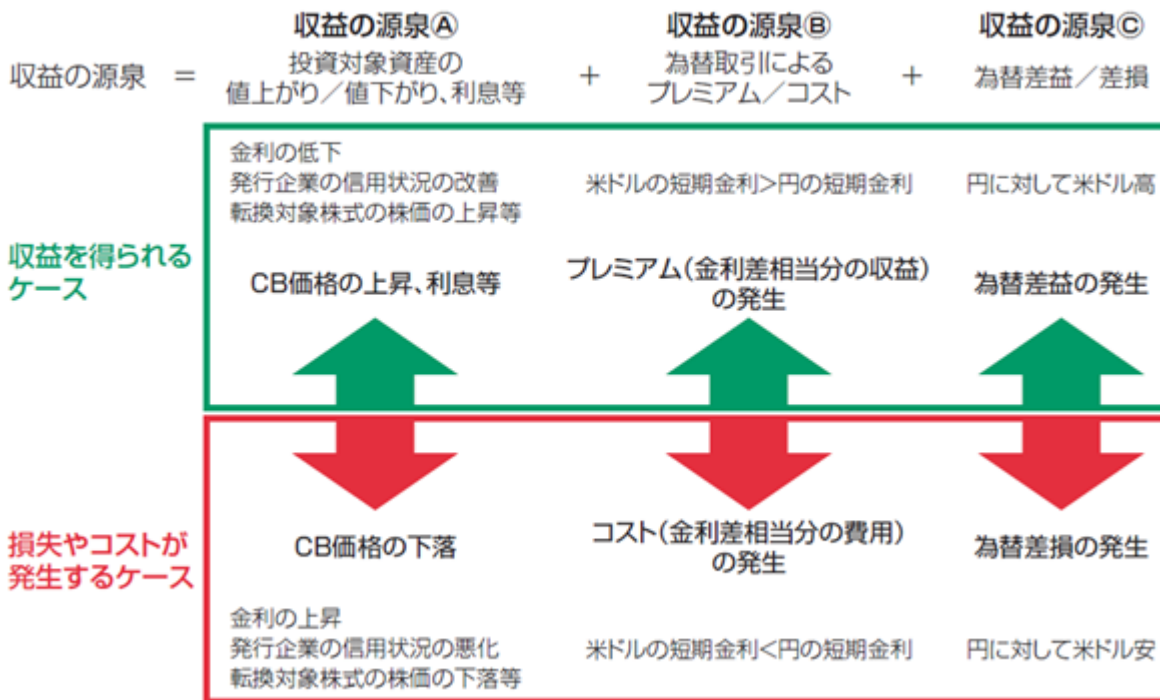 収益の源泉Ⓐ
収益の源泉Ⓑ
収益の源泉Ⓒ
収益の源泉
=
投資対象資産の
値上がり/値下がり、利息等
+
為替取引による
プレミアム/コスト
+
為替差益/差損
収益を得られる
ケース
金利の低下
発行企業の信用状況の改善
転換対象株式の株価の上昇等
米ドルの短期金利>円の短期金利
円に対して米ドル高
CB価格の上昇、利息等
プレミアム(金利差相当分の収益)
の発生
為替差益の発生
損失やコストが
発生するケース
CB価格の下落
コスト(金利差相当分の費用)
の発生
為替差損の発生
金利の上昇
発行企業の信用状況の悪化
転換対象株式の株価の下落等
米ドルの短期金利<円の短期金利
円に対して米ドル安